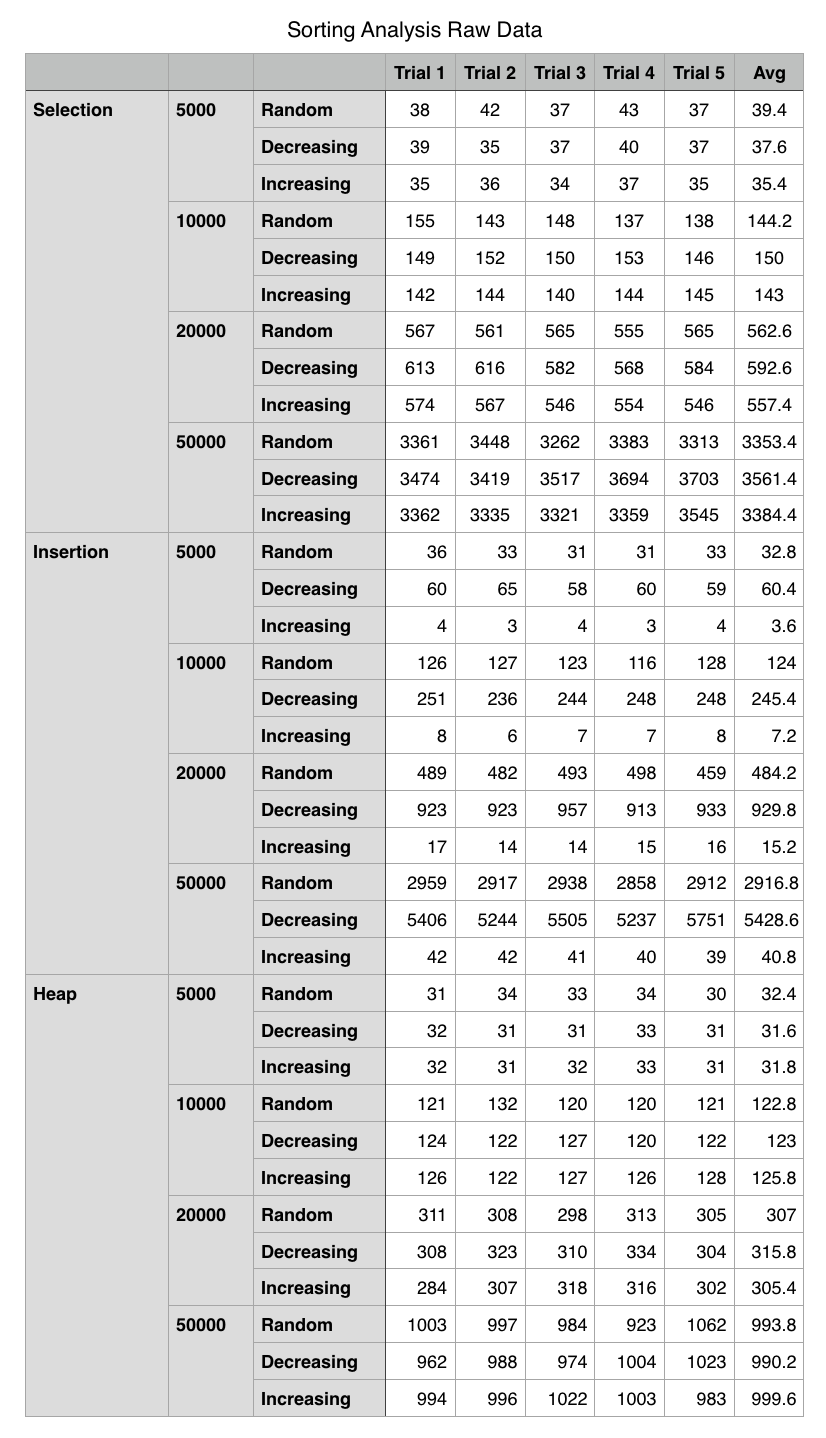 Sorting Analysis Raw Data
Trial 1 Trial 2 Trial 3 Trial 4 Trial 5 Avg
Selection 5000 Random 38 42 37 43 37 39.4
Decreasing 39 35 37 40 37 37.6
Increasing 35 36 34 37 35 35.4
10000 Random 155 143 148 137 138 144.2
Decreasing 149 152 150 153 146 150
Increasing 142 144 140 144 145 143
20000 Random 567 561 565 555 565 562.6
Decreasing 613 616 582 568 584 592.6
Increasing 574 567 546 554 546 557.4
50000 Random 3361 3448 3262 3383 3313 3353.4
Decreasing 3474 3419 3517 3694 3703 3561.4
Increasing 3362 3335 3321 3359 3545 3384.4
Insertion 5000 Random 36 33 31 31 33 32.8
Decreasing 60 65 58 60 59 60.4
Increasing 4 3 4 3 4 3.6
10000 Random 126 127 123 116 128 124
Decreasing 251 236 244 248 248 245.4
Increasing 8 6 7 7 8 7.2
20000 Random 489 482 493 498 459 484.2
Decreasing 923 923 957 913 933 929.8
Increasing 17 14 14 15 16 15.2
50000 Random 2959 2917 2938 2858 2912 2916.8
Decreasing 5406 5244 5505 5237 5751 5428.6
Increasing 42 42 41 40 39 40.8
Heap 5000 Random 31 34 33 34 30 32.4
Decreasing 32 31 31 33 31 31.6
Increasing 32 31 32 33 31 31.8
10000 Random 121 132 120 120 121 122.8
Decreasing 124 122 127 120 122 123
Increasing 126 122 127 126 128 125.8
20000 Random 311 308 298 313 305 307
Decreasing 308 323 310 334 304 315.8
Increasing 284 307 318 316 302 305.4
50000 Random 1003 997 984 923 1062 993.8
Decreasing 962 988 974 1004 1023 990.2
Increasing 994 996 1022 1003 983 999.6